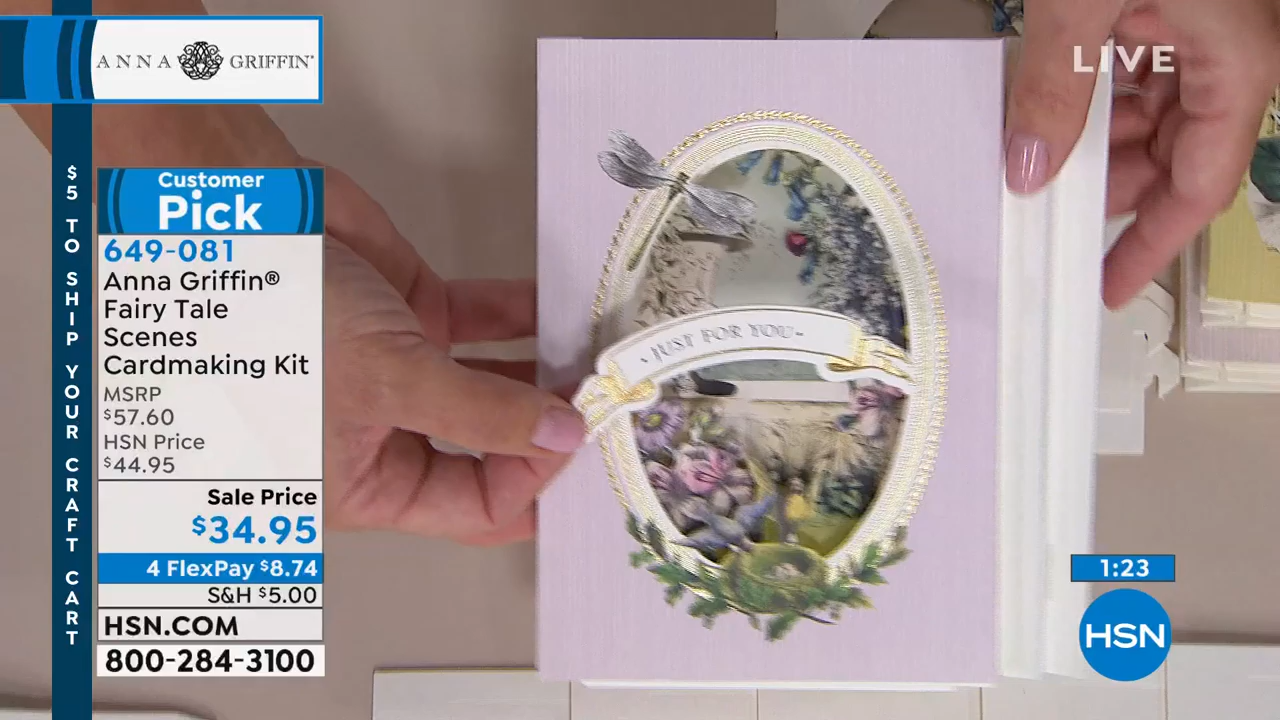 ANNA GRIFFIN®
LIVE
$5 TO SHIP YOUR CRAFT CART
Customer
Pick
649-081
Anna Griffin®
Fairy Tale
Scenes
Cardmaking Kit
MSRP
$57.60
HSN Price
$44.95
Sale Price
$34.95
4 FlexPay $8.74
S&H $5.00
HSN.COM
800-284-3100
-JUST FOR YOU-
1:23
HSN